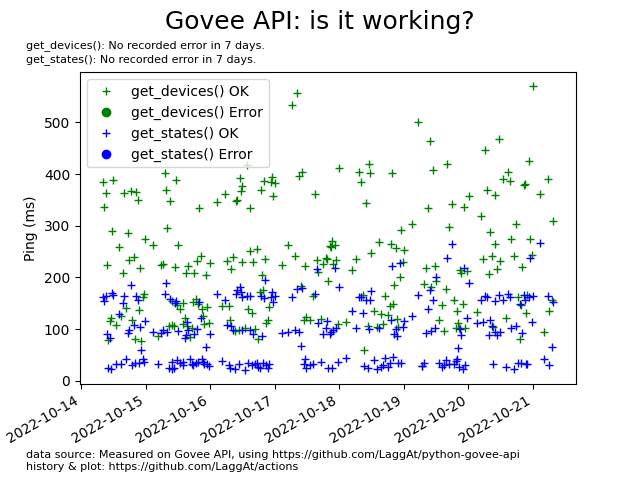 Govee API: is it working?
get_devices(): No recorded error in 7 days.
get_states(): No recorded error in 7 days.
get_devices() OK
get_devices() Error
get_states() OK
get_states() Error
Ping (ms)
500
400
300
200
100
0
2022-10-14
2022-10-15
2022-10-16
2022-10-17
2022-10-18
2022-10-19
2022-10-20
2022-10-21
data source: Measured on Govee API, using https://github.com/LaggAt/python-govee-api
history & plot: https://github.com/LaggAt/actions